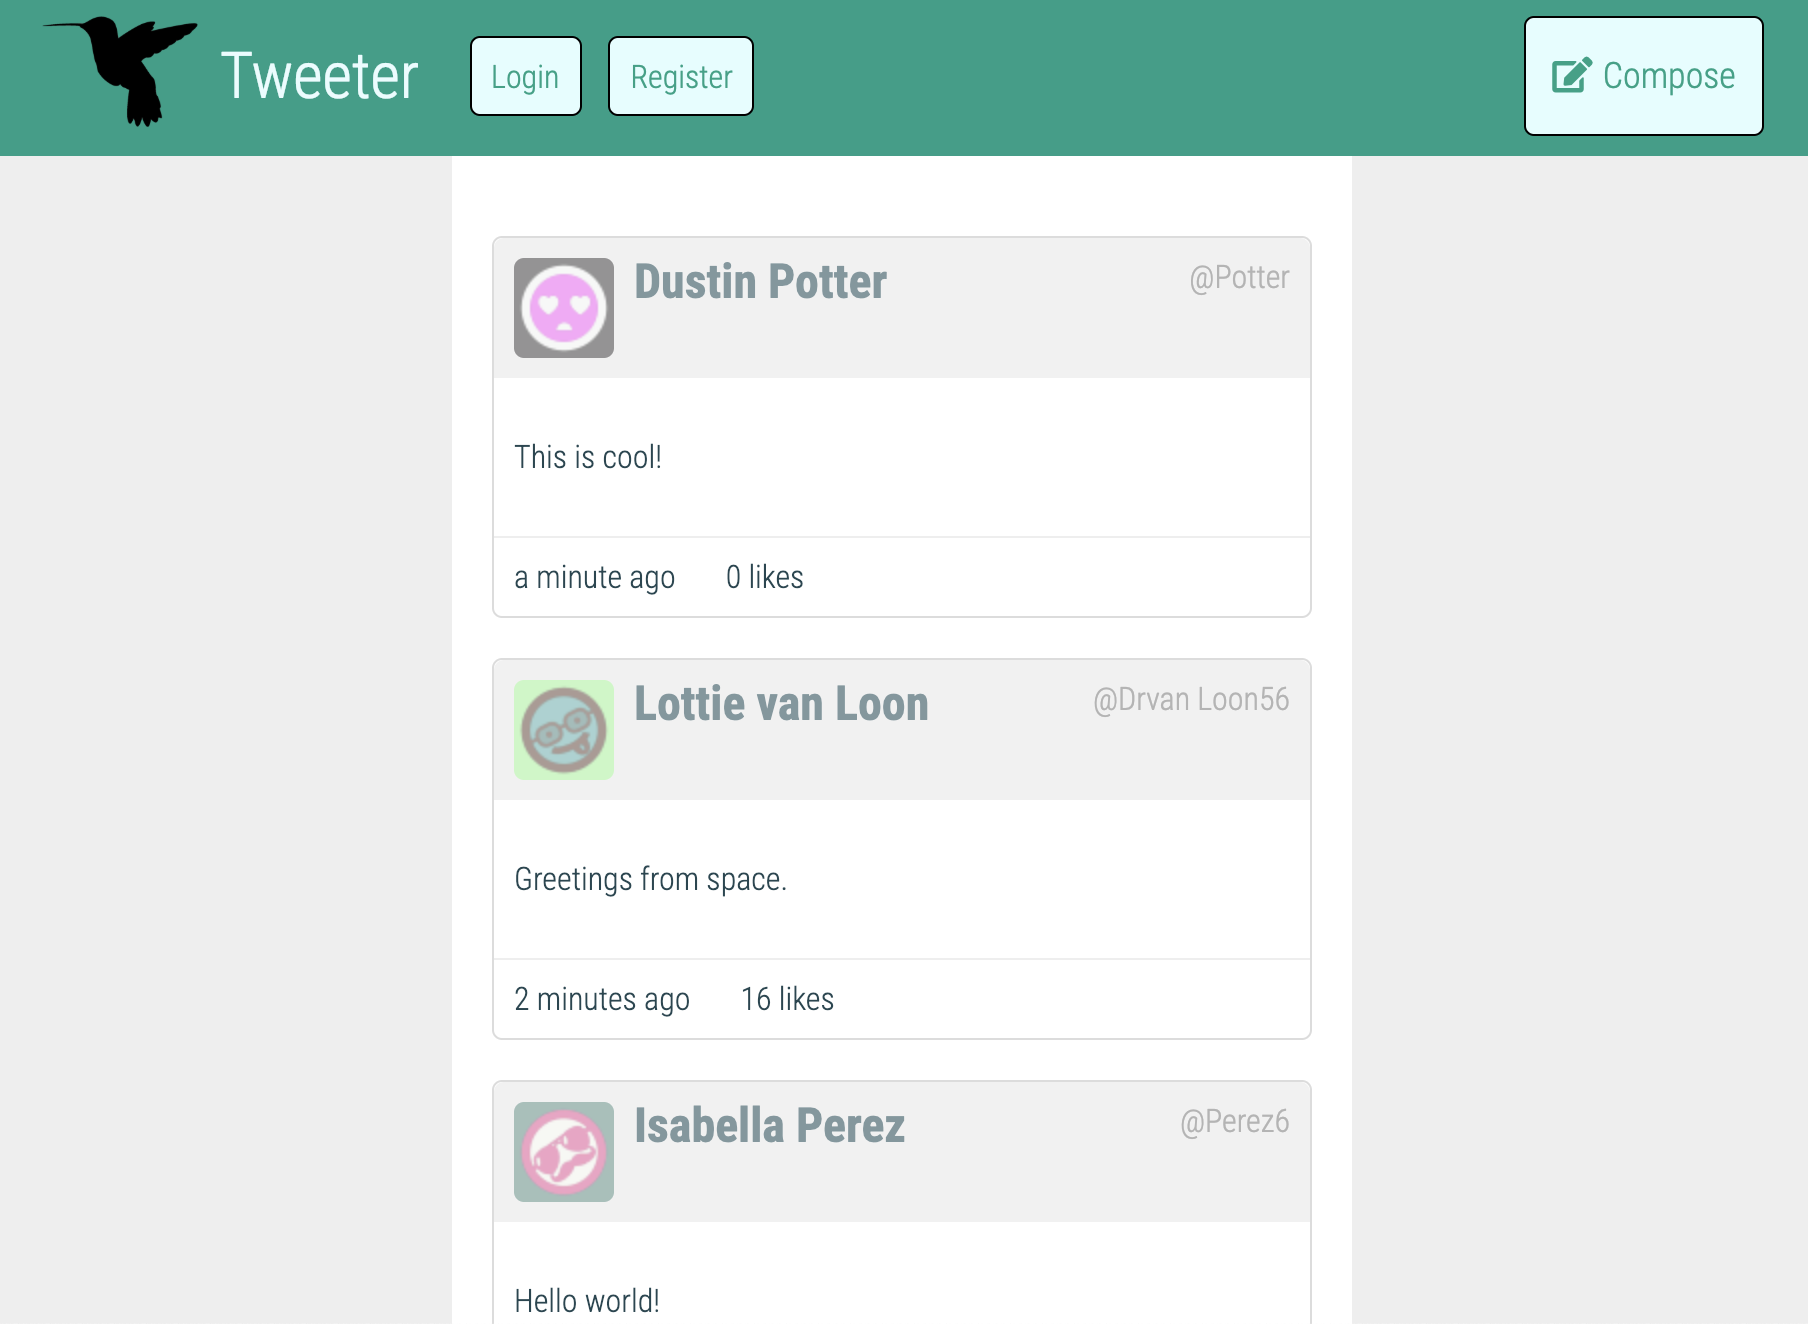 Tweeter Login Register Compose
Dustin Potter @Potter
This is cool!
a minute ago 0 likes
Lottie van Loon @Drvan Loon56
Greetings from space.
2 minutes ago 16 likes
Isabella Perez @Perez6
Hello world!